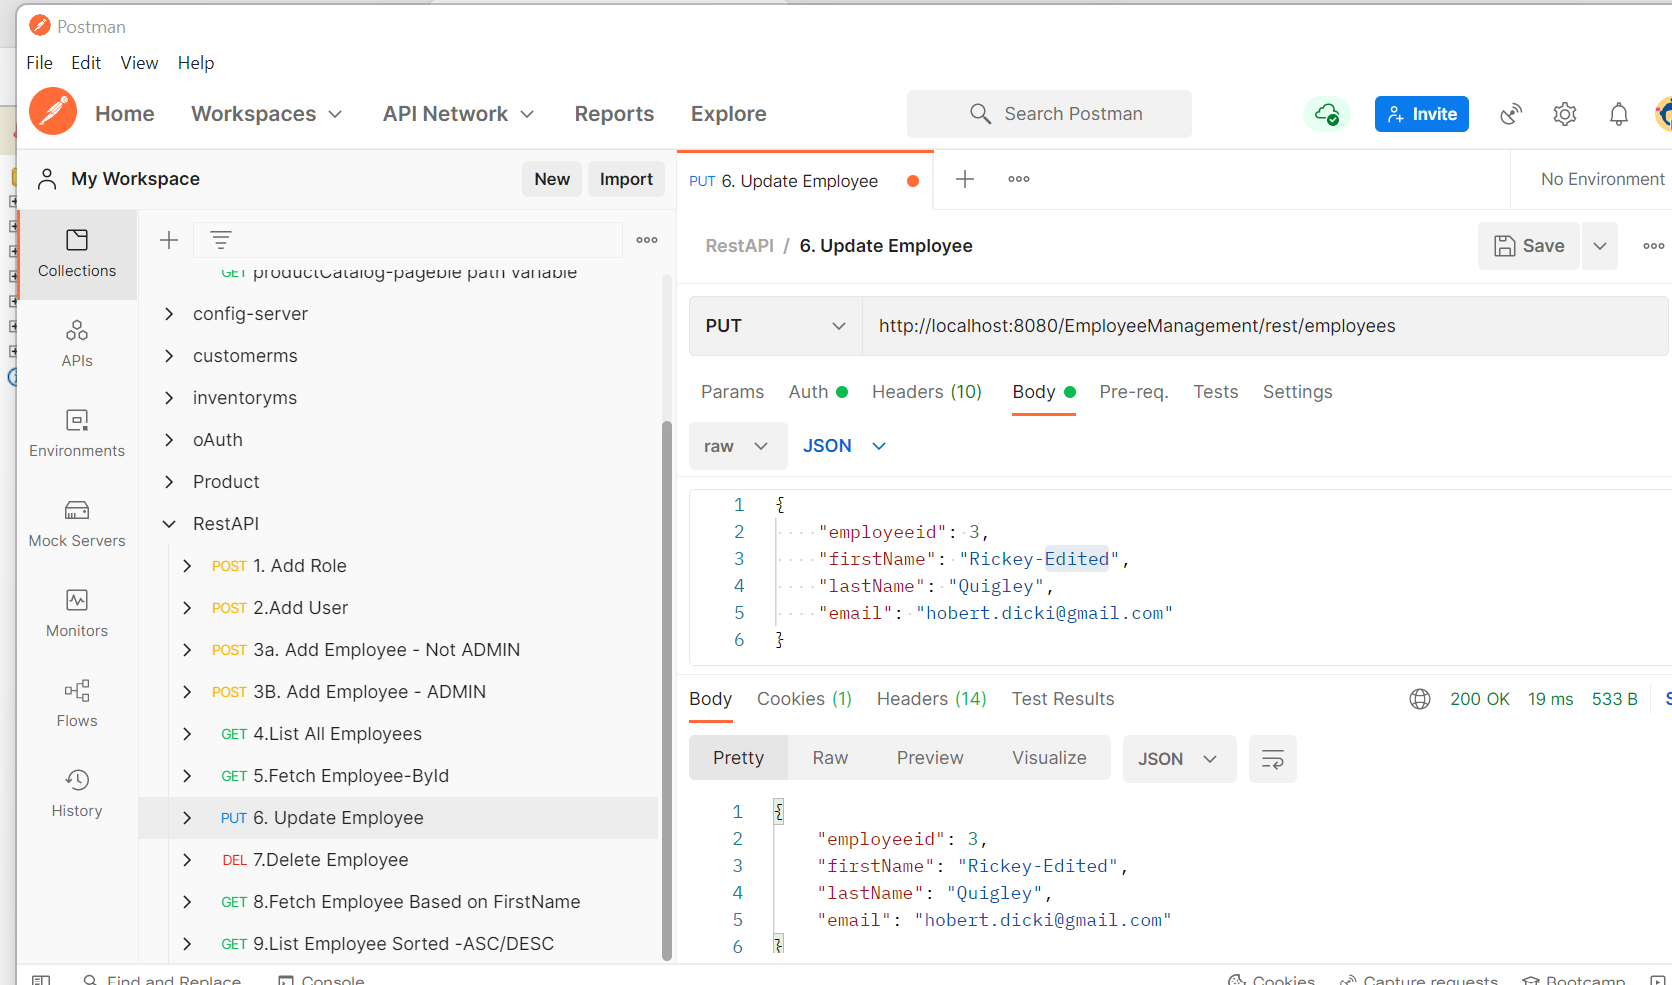 Postman
File Edit View Help
Home Workspaces API Network Reports Explore Search Postman Invite
My Workspace New Import PUT 6. Update Employee No Environment
Collections
APIs
Environments
Mock Servers
Monitors
Flows
History
GET productCatalog-pageble path variable
config-server
customerms
inventoryms
oAuth
Product
RestAPI
POST 1. Add Role
POST 2.Add User
POST 3a. Add Employee - Not ADMIN
POST 3B. Add Employee - ADMIN
GET 4.List All Employees
GET 5.Fetch Employee-ById
PUT 6. Update Employee
DEL 7.Delete Employee
GET 8.Fetch Employee Based on FirstName
GET 9.List Employee Sorted -ASC/DESC
RestAPI / 6. Update Employee Save
PUT http://localhost:8080/EmployeeManagement/rest/employees
Params Auth Headers (10) Body Pre-req. Tests Settings
raw JSON
1 {
2 "employeeid": 3,
3 "firstName": "Rickey-Edited",
4 "lastName": "Quigley",
5 "email": "hobert.dicki@gmail.com"
6 }
Body Cookies (1) Headers (14) Test Results 200 OK 19 ms 533 B
Pretty Raw Preview Visualize JSON
1 {
2 "employeeid": 3,
3 "firstName": "Rickey-Edited",
4 "lastName": "Quigley",
5 "email": "hobert.dicki@gmail.com"
6 }
Find and Replace Console Cookies Capture requests Bootcamp